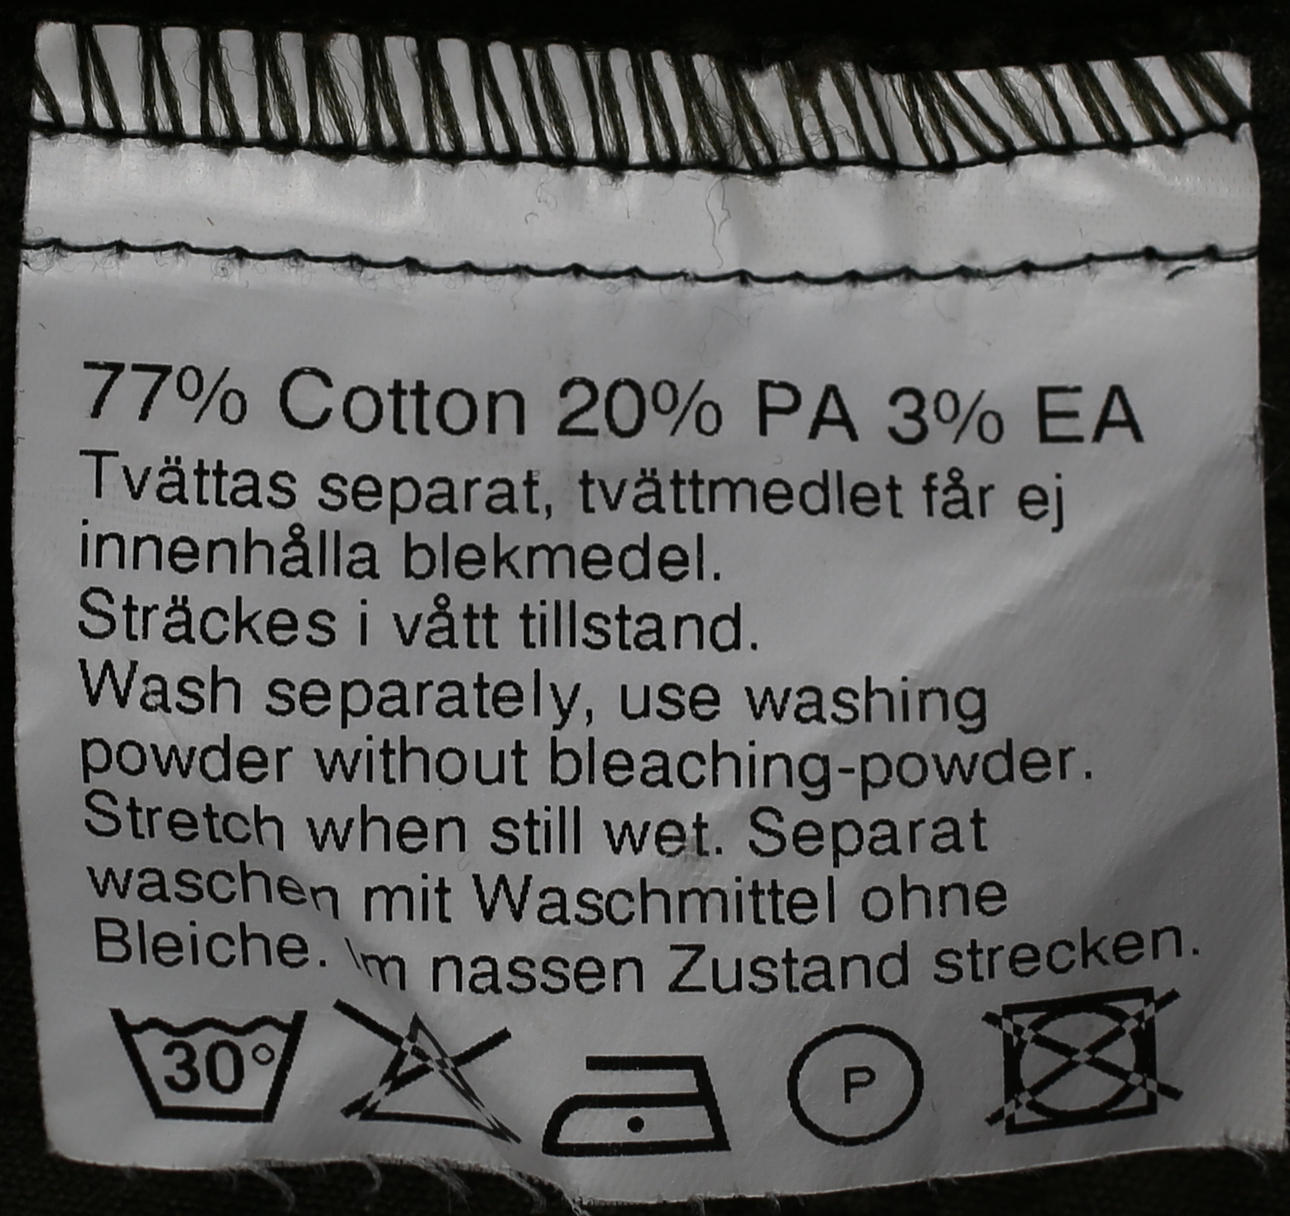 77% Cotton 20% PA 3% EA
Tvättas separat, tvättmedlet får ej
innenhålla blekmedel.
Sträckes i vått tillstand.
Wash separately, use washing
powder without bleaching-powder.
Stretch when still wet. Separat
waschen mit Waschmittel ohne
Bleiche. Im nassen Zustand strecken.
30° P